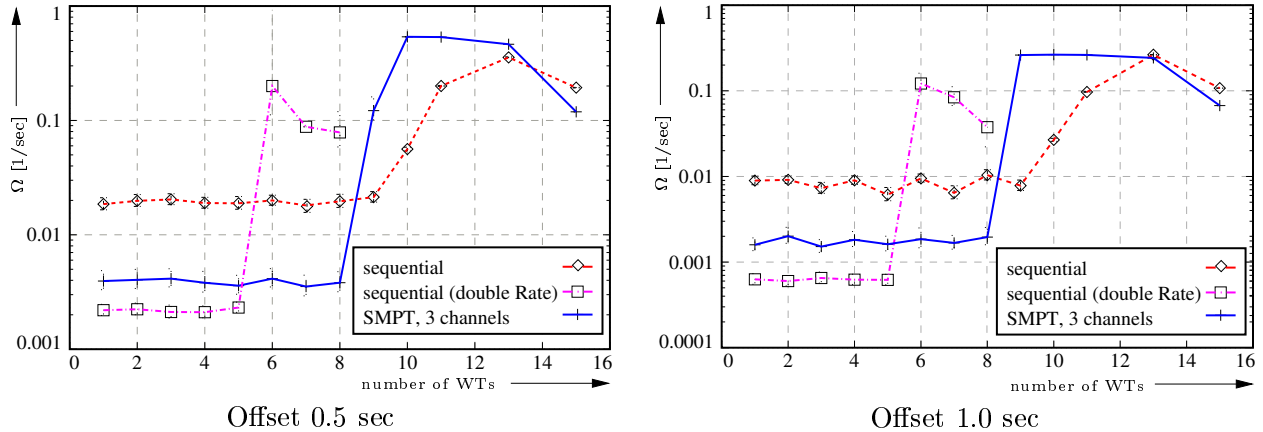 1
0.1
0.01
0.001
Ω [1/sec]
0 2 4 6 8 10 12 14 16
number of WTs
sequential
sequential (double Rate)
SMPT, 3 channels
Offset 0.5 sec
1
0.1
0.01
0.001
0.0001
Ω [1/sec]
0 2 4 6 8 10 12 14 16
number of WTs
sequential
sequential (double Rate)
SMPT, 3 channels
Offset 1.0 sec